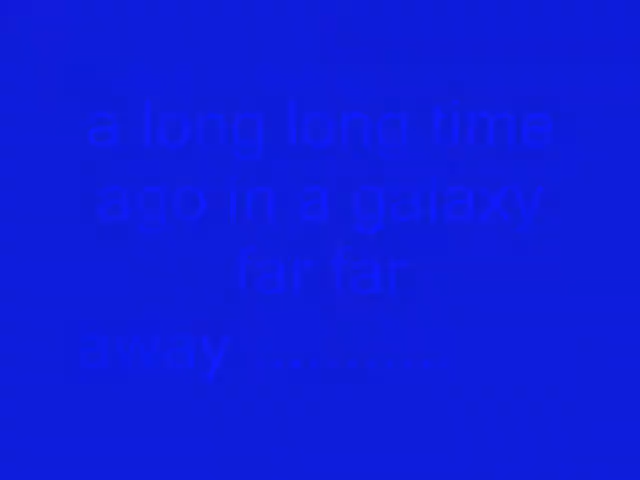 a long long time
ago in a galaxy
far far
away ...........